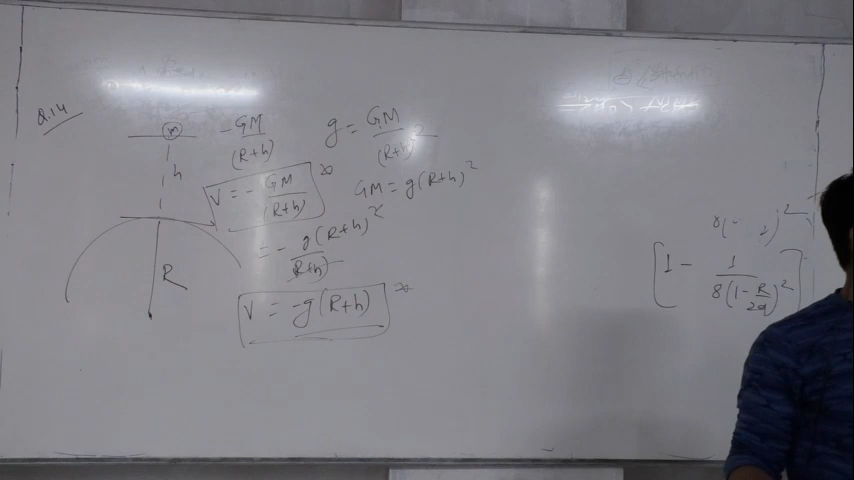 Q.14
m
h
R
- GM/(R+h)
g = GM/(R+h)²
V = - GM/(R+h)
GM = g(R+h)²
= - g(R+h)²/(R+h)
V = -g(R+h)
[1 - 1/8(1-R/2a)²]